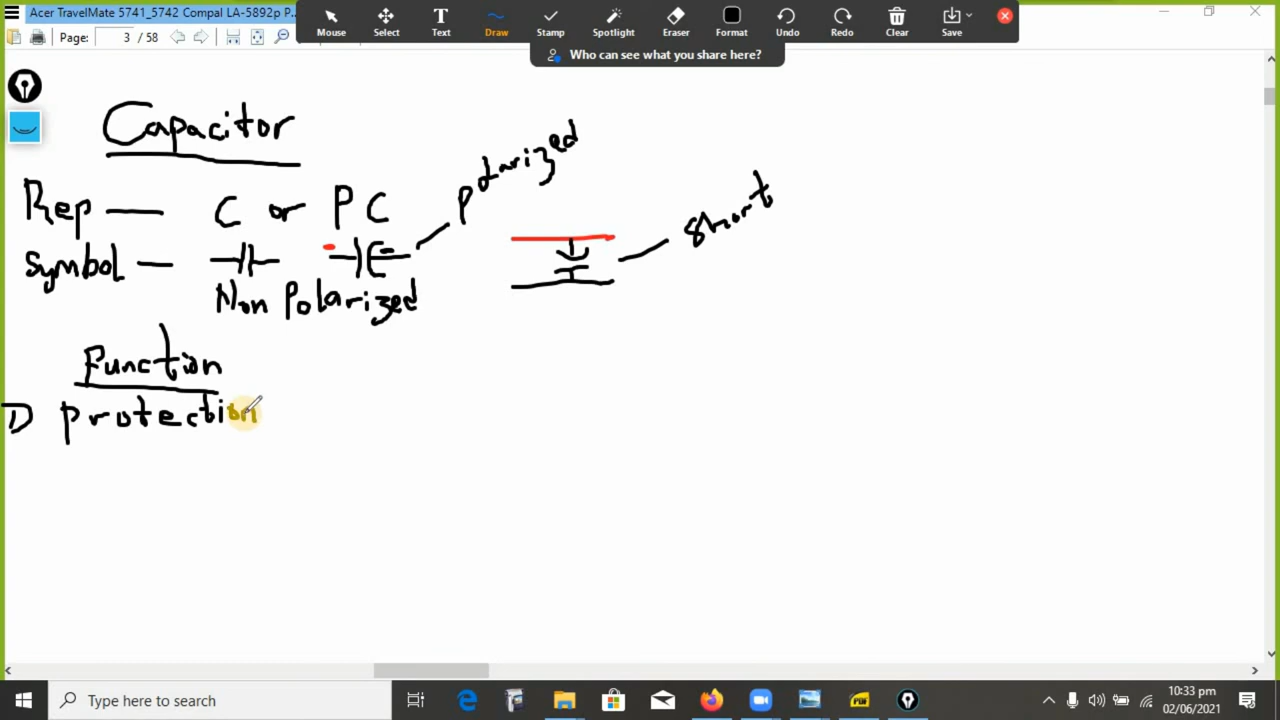 Acer TravelMate 5741_5742 Compal LA-5892p P
Page: 3 / 58
Mouse Select Text Draw Stamp Spotlight Eraser Format Undo Redo Clear Save
Who can see what you share here?
Capacitor
Polarized
Rep — C or PC
Short
Symbol —
Non Polarized
Function
1) protection
Type here to search
10:33 pm
02/06/2021